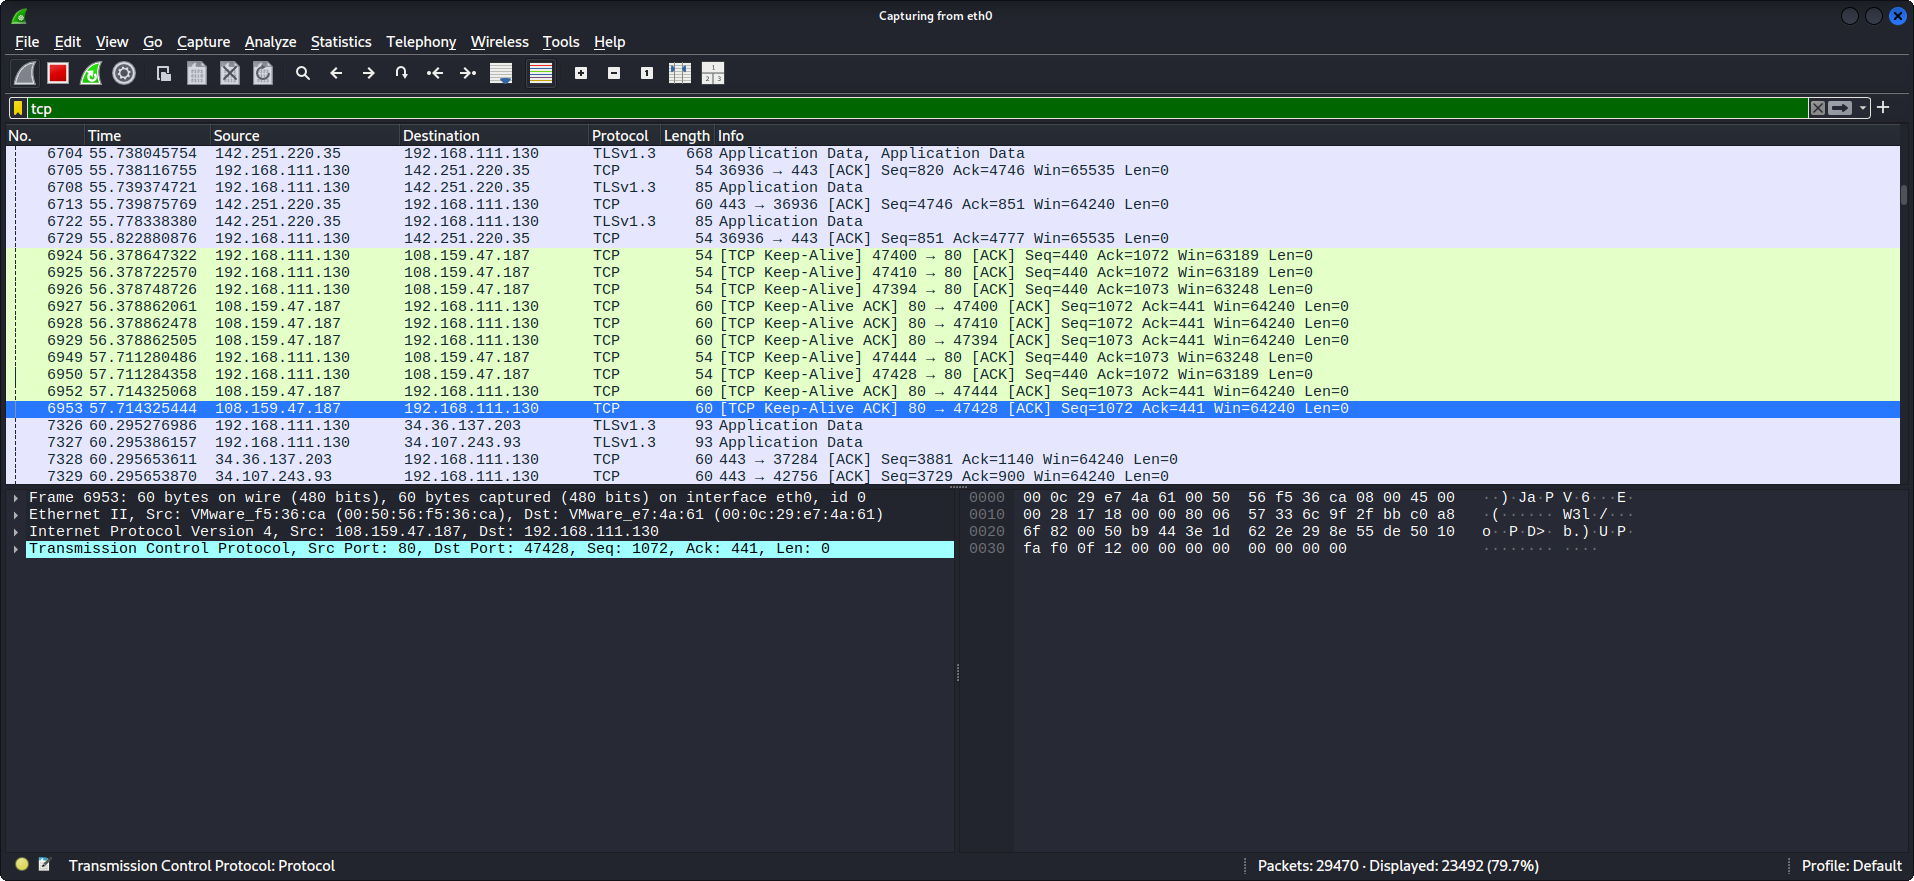 Capturing from eth0
File Edit View Go Capture Analyze Statistics Telephony Wireless Tools Help
tcp
No. Time Source Destination Protocol Length Info
6704 55.738045754 142.251.220.35 192.168.111.130 TLSv1.3 668 Application Data, Application Data
6705 55.738116755 192.168.111.130 142.251.220.35 TCP 54 36936 → 443 [ACK] Seq=820 Ack=4746 Win=65535 Len=0
6708 55.739374721 192.168.111.130 142.251.220.35 TLSv1.3 85 Application Data
6713 55.739875769 142.251.220.35 192.168.111.130 TCP 60 443 → 36936 [ACK] Seq=4746 Ack=851 Win=64240 Len=0
6722 55.778338380 142.251.220.35 192.168.111.130 TLSv1.3 85 Application Data
6729 55.822880876 192.168.111.130 142.251.220.35 TCP 54 36936 → 443 [ACK] Seq=851 Ack=4777 Win=65535 Len=0
6924 56.378647322 192.168.111.130 108.159.47.187 TCP 54 [TCP Keep-Alive] 47400 → 80 [ACK] Seq=440 Ack=1072 Win=63189 Len=0
6925 56.378722570 192.168.111.130 108.159.47.187 TCP 54 [TCP Keep-Alive] 47410 → 80 [ACK] Seq=440 Ack=1072 Win=63189 Len=0
6926 56.378748726 192.168.111.130 108.159.47.187 TCP 54 [TCP Keep-Alive] 47394 → 80 [ACK] Seq=440 Ack=1073 Win=63248 Len=0
6927 56.378862061 108.159.47.187 192.168.111.130 TCP 60 [TCP Keep-Alive ACK] 80 → 47400 [ACK] Seq=1072 Ack=441 Win=64240 Len=0
6928 56.378862478 108.159.47.187 192.168.111.130 TCP 60 [TCP Keep-Alive ACK] 80 → 47410 [ACK] Seq=1072 Ack=441 Win=64240 Len=0
6929 56.378862505 108.159.47.187 192.168.111.130 TCP 60 [TCP Keep-Alive ACK] 80 → 47394 [ACK] Seq=1073 Ack=441 Win=64240 Len=0
6949 57.711280486 192.168.111.130 108.159.47.187 TCP 54 [TCP Keep-Alive] 47444 → 80 [ACK] Seq=440 Ack=1073 Win=63248 Len=0
6950 57.711284358 192.168.111.130 108.159.47.187 TCP 54 [TCP Keep-Alive] 47428 → 80 [ACK] Seq=440 Ack=1072 Win=63189 Len=0
6952 57.714325068 108.159.47.187 192.168.111.130 TCP 60 [TCP Keep-Alive ACK] 80 → 47444 [ACK] Seq=1073 Ack=441 Win=64240 Len=0
6953 57.714325444 108.159.47.187 192.168.111.130 TCP 60 [TCP Keep-Alive ACK] 80 → 47428 [ACK] Seq=1072 Ack=441 Win=64240 Len=0
7326 60.295276986 192.168.111.130 34.36.137.203 TLSv1.3 93 Application Data
7327 60.295386157 192.168.111.130 34.107.243.93 TLSv1.3 93 Application Data
7328 60.295653611 34.36.137.203 192.168.111.130 TCP 60 443 → 37284 [ACK] Seq=3881 Ack=1140 Win=64240 Len=0
7329 60.295653870 34.107.243.93 192.168.111.130 TCP 60 443 → 42756 [ACK] Seq=3729 Ack=900 Win=64240 Len=0
Frame 6953: 60 bytes on wire (480 bits), 60 bytes captured (480 bits) on interface eth0, id 0
Ethernet II, Src: VMware_f5:36:ca (00:50:56:f5:36:ca), Dst: VMware_e7:4a:61 (00:0c:29:e7:4a:61)
Internet Protocol Version 4, Src: 108.159.47.187, Dst: 192.168.111.130
Transmission Control Protocol, Src Port: 80, Dst Port: 47428, Seq: 1072, Ack: 441, Len: 0
0000 00 0c 29 e7 4a 61 00 50 56 f5 36 ca 08 00 45 00 ··)·Ja·P V·6···E·
0010 00 28 17 18 00 00 80 06 57 33 6c 9f 2f bb c0 a8 ·(······ W3l·/···
0020 6f 82 00 50 b9 44 3e 1d 62 2e 29 8e 55 de 50 10 o··P·D>· b.)·U·P·
0030 fa f0 0f 12 00 00 00 00 00 00 00 00 ········ ····
Transmission Control Protocol: Protocol
Packets: 29470 · Displayed: 23492 (79.7%)
Profile: Default